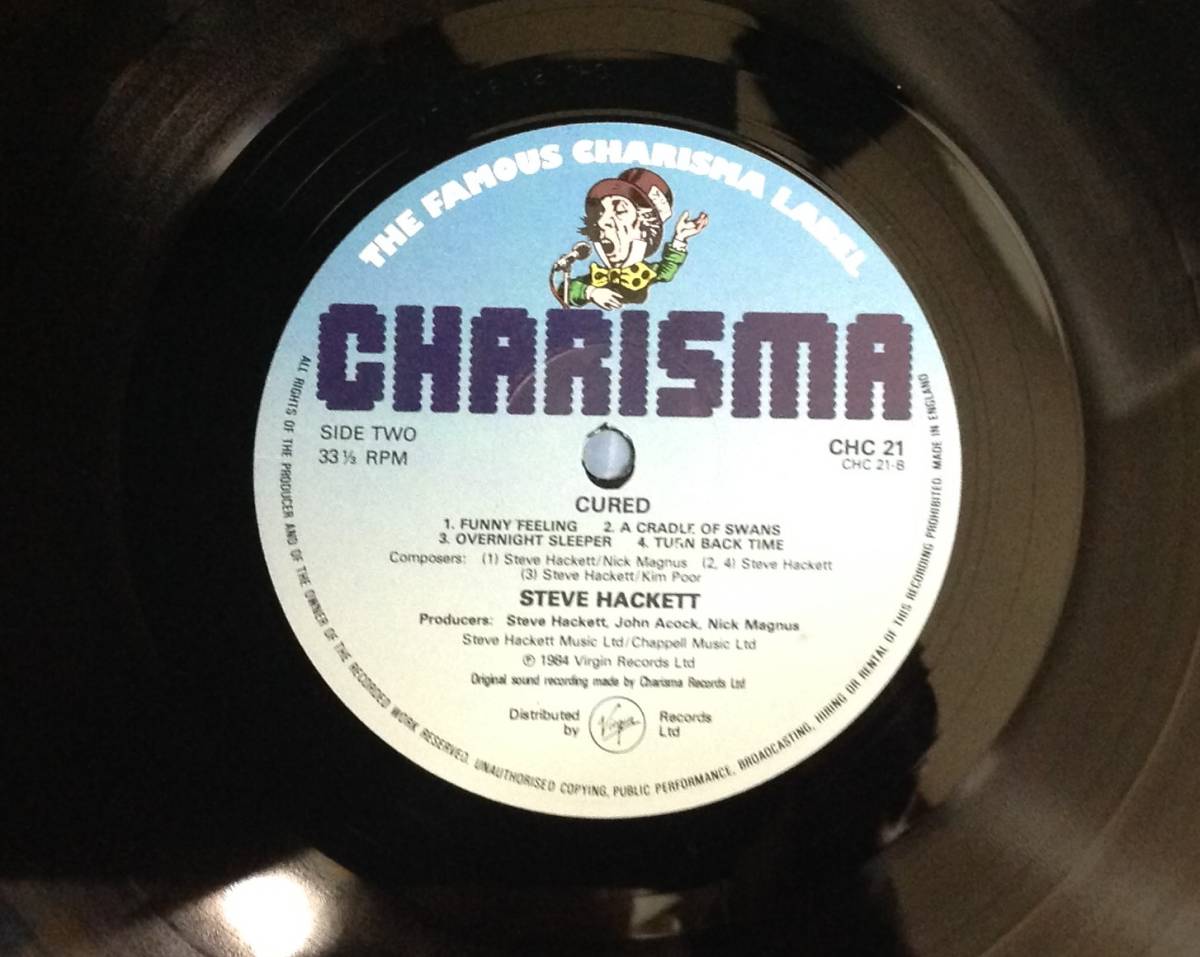 THE FAMOUS CHARISMA LABEL
CHARISMA
SIDE TWO
33⅓ RPM
CHC 21
CHC 21-B
CURED
1. FUNNY FEELING 2. A CRADLE OF SWANS
3. OVERNIGHT SLEEPER 4. TURN BACK TIME
Composers: (1) Steve Hackett/Nick Magnus (2, 4) Steve Hackett
(3) Steve Hackett/Kim Poor
STEVE HACKETT
Producers: Steve Hackett, John Acock, Nick Magnus
Steve Hackett Music Ltd/Chappell Music Ltd
℗ 1984 Virgin Records Ltd
Original sound recording made by Charisma Records Ltd
Distributed by
Virgin
Records Ltd
ALL RIGHTS OF THE PRODUCER AND OF THE OWNER OF THE RECORDED WORK RESERVED. UNAUTHORISED COPYING, PUBLIC PERFORMANCE, BROADCASTING, HIRING OR RENTAL OF THIS RECORDING PROHIBITED. MADE IN ENGLAND